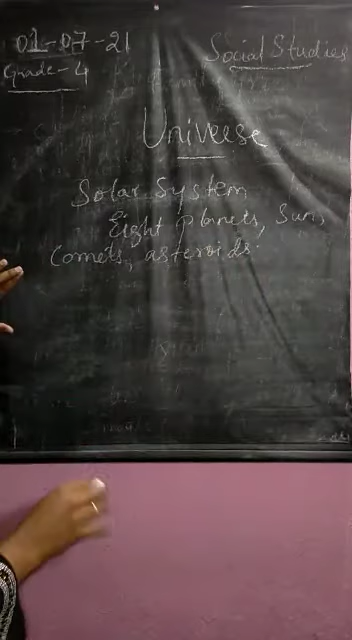 01-07-21
Social Studies
Grade-4
Universe
Solar System
Eight Planets, Sun,
Comets, asteroids.